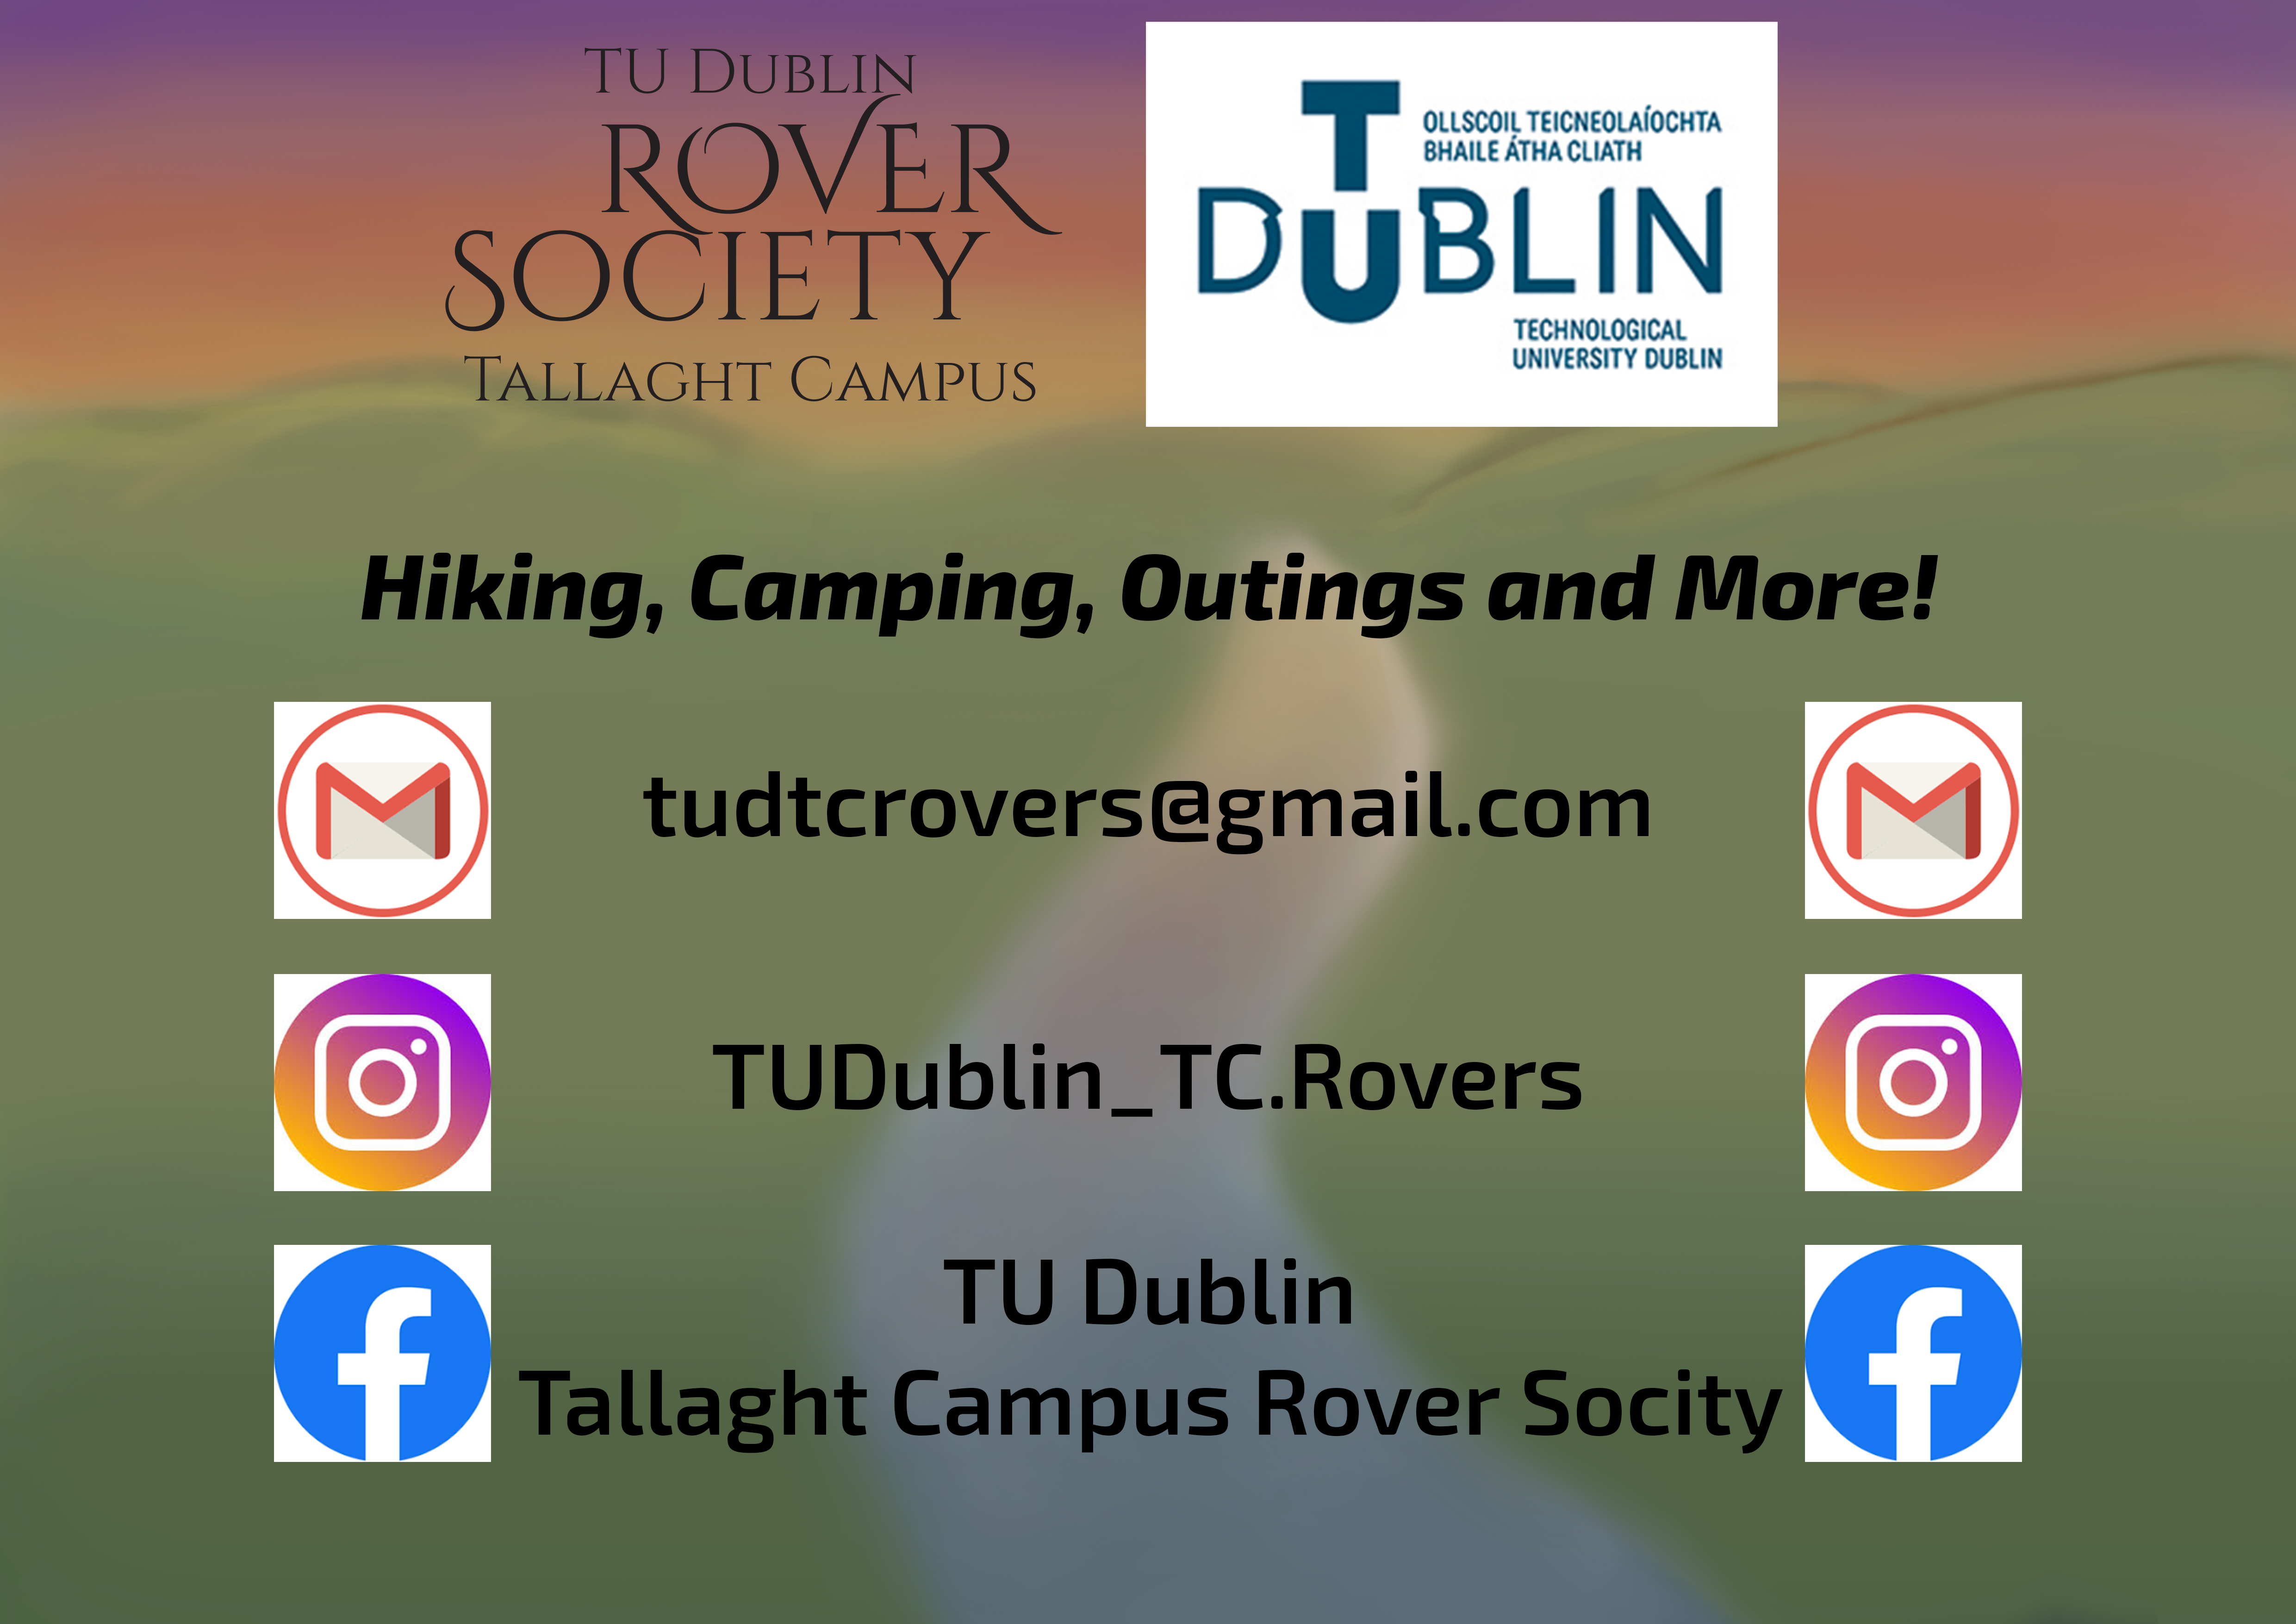 TU Dublin
Rover
Society
Tallaght Campus
OLLSCOIL TEICNEOLAÍOCHTA
BHAILE ÁTHA CLIATH
TU DUBLIN
TECHNOLOGICAL
UNIVERSITY DUBLIN
Hiking, Camping, Outings and More!
tudtcrovers@gmail.com
TUDublin_TC.Rovers
TU Dublin
Tallaght Campus Rover Socity